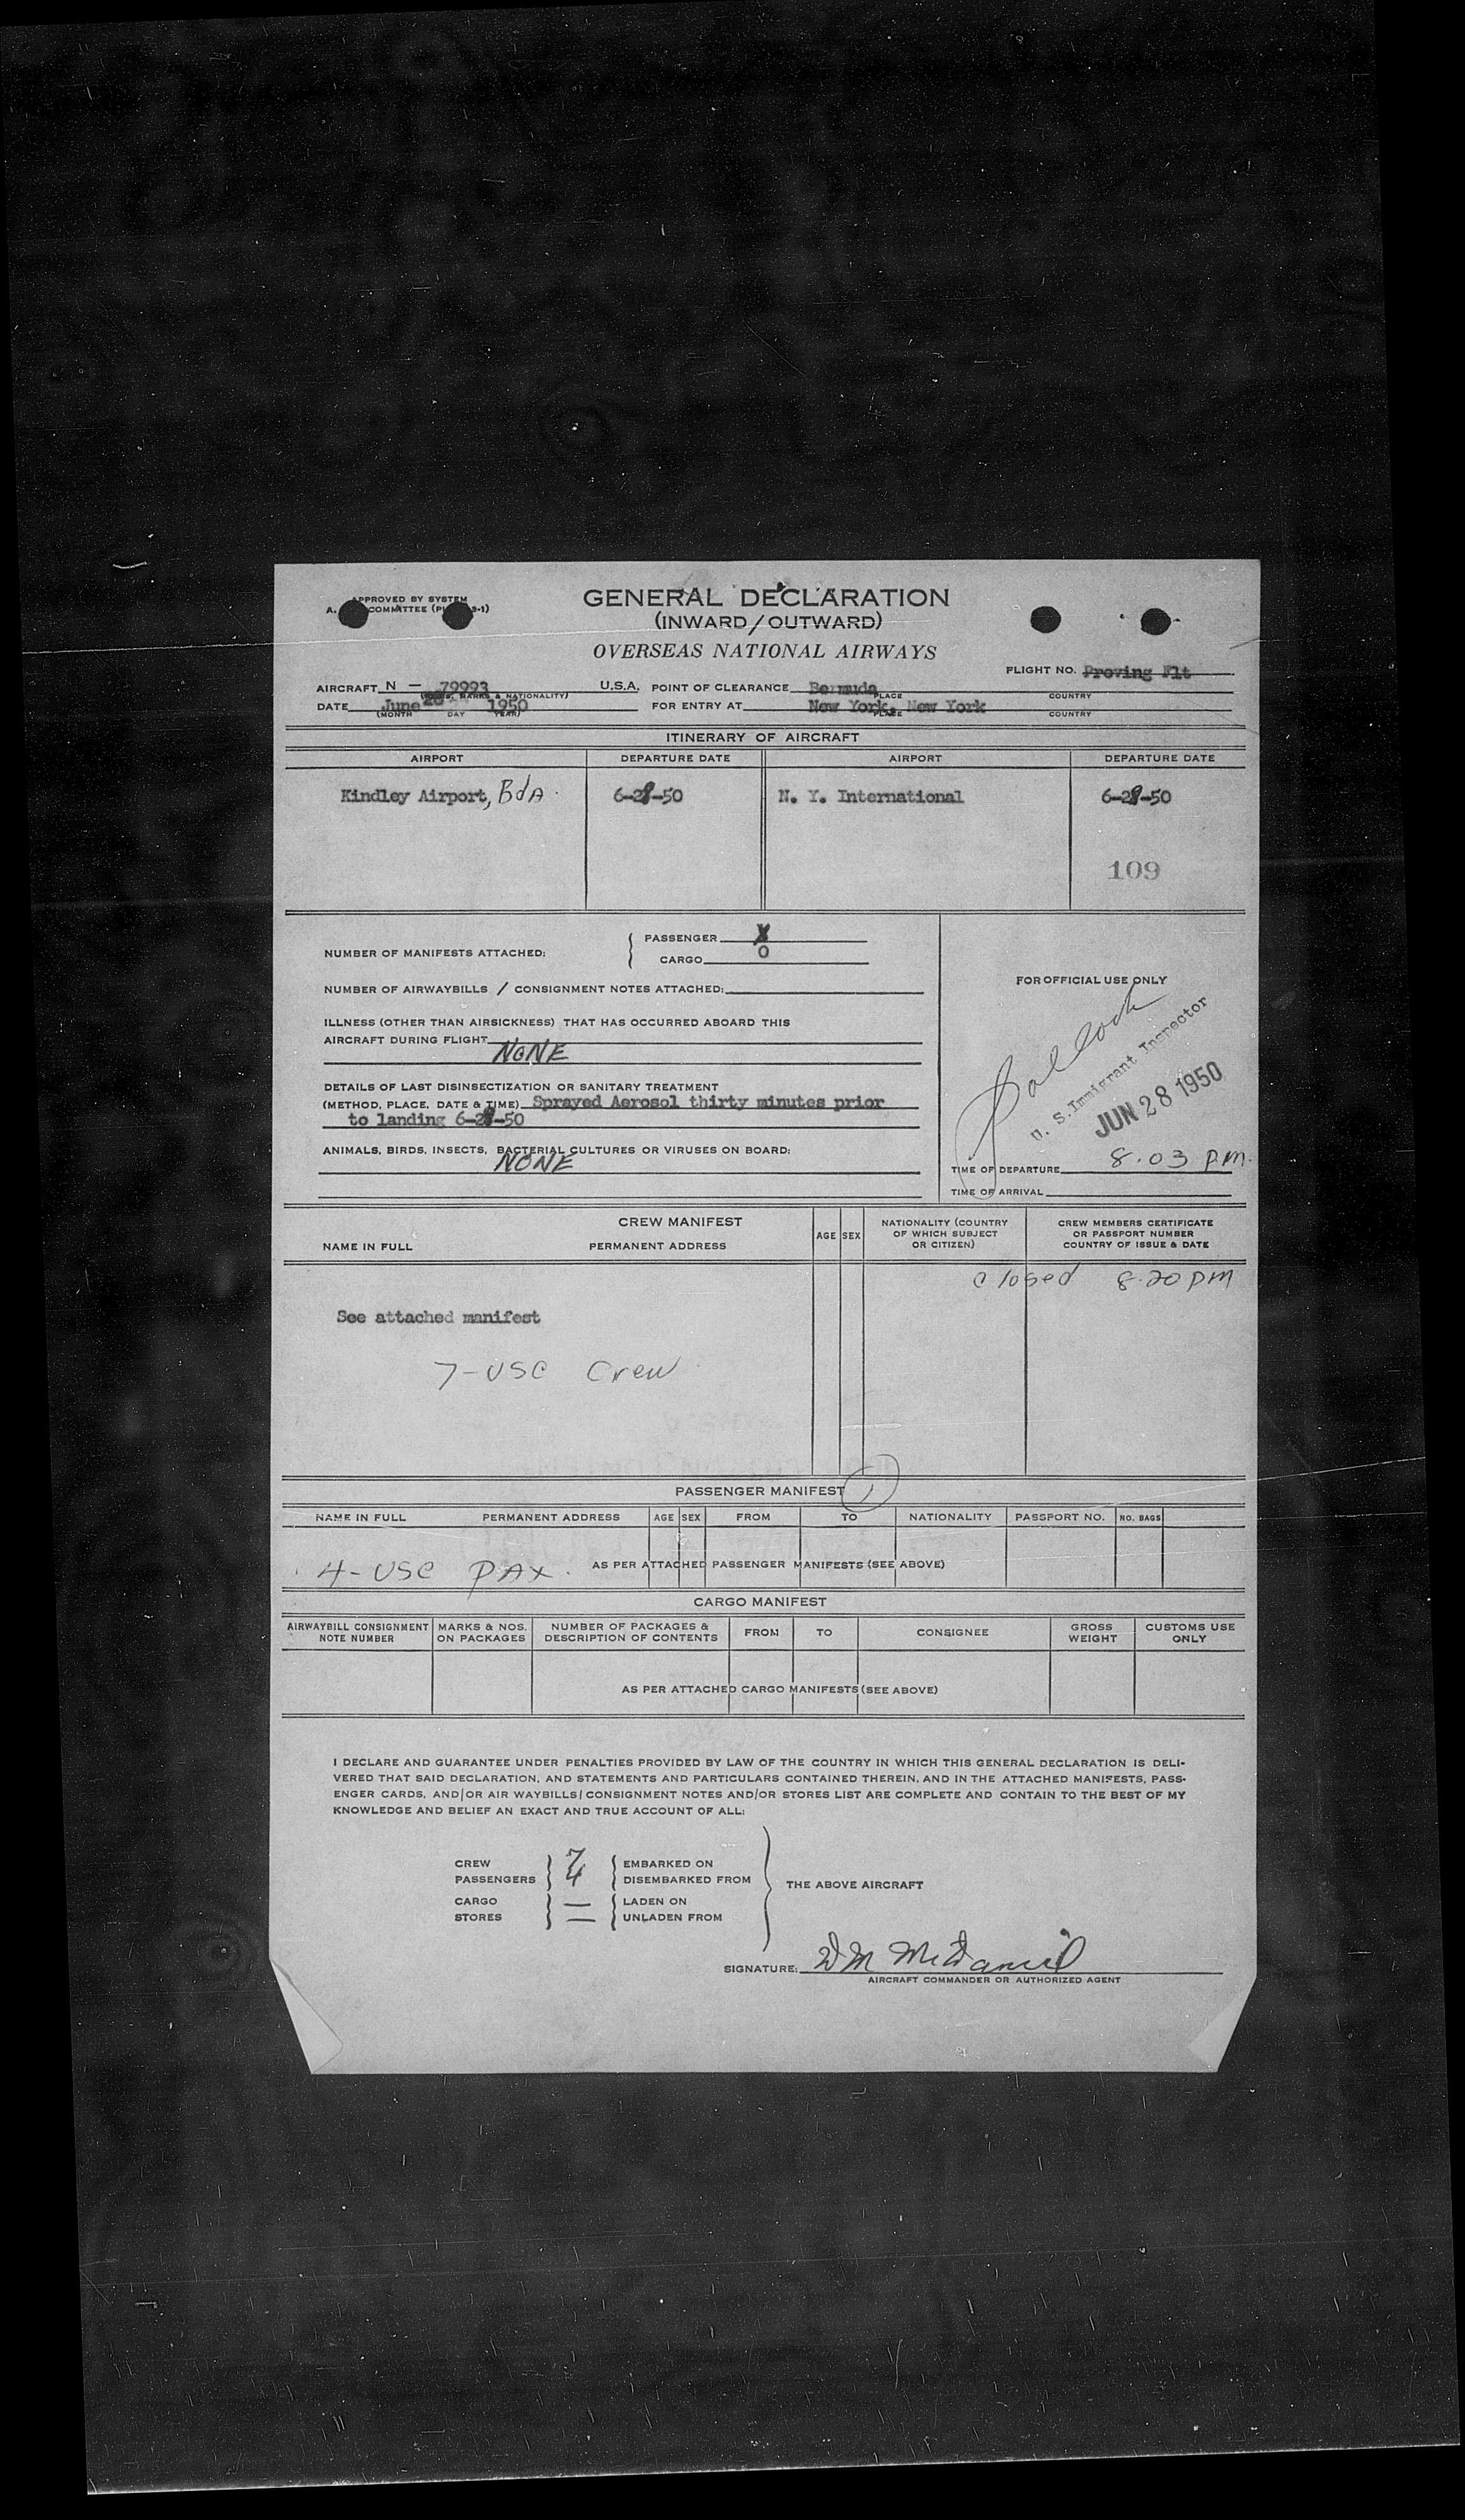 APPROVED BY SYSTEM
A. COMMITTEE
GENERAL DECLARATION
(INWARD/OUTWARD)
OVERSEAS NATIONAL AIRWAYS
FLIGHT NO. Proving Flt
AIRCRAFT N - 79993 U.S.A. POINT OF CLEARANCE Bermuda
& NATIONALITY) PLACE COUNTRY
DATE June 1950 FOR ENTRY AT New York, New York
(MONTH DAY YEAR) PLACE COUNTRY
ITINERARY OF AIRCRAFT
AIRPORT DEPARTURE DATE AIRPORT DEPARTURE DATE
Kindley Airport, BdA. 6-28-50 N. Y. International 6-28-50
109
NUMBER OF MANIFESTS ATTACHED: PASSENGER X
CARGO 0
NUMBER OF AIRWAYBILLS / CONSIGNMENT NOTES ATTACHED:
ILLNESS (OTHER THAN AIRSICKNESS) THAT HAS OCCURRED ABOARD THIS
AIRCRAFT DURING FLIGHT NONE
DETAILS OF LAST DISINSECTIZATION OR SANITARY TREATMENT
(METHOD, PLACE, DATE & TIME) Sprayed Aerosol thirty minutes prior
to landing 6-28-50
ANIMALS, BIRDS, INSECTS, BACTERIAL CULTURES OR VIRUSES ON BOARD:
NONE
FOR OFFICIAL USE ONLY
U. S. Immigrant Inspector
JUN 28 1950
TIME OF DEPARTURE 8.03 P.M.
TIME OF ARRIVAL
CREW MANIFEST
NAME IN FULL PERMANENT ADDRESS AGE SEX NATIONALITY (COUNTRY OF WHICH SUBJECT OR CITIZEN) CREW MEMBERS CERTIFICATE OR PASSPORT NUMBER COUNTRY OF ISSUE & DATE
closed 8.20 PM
See attached manifest
7-USC Crew
PASSENGER MANIFEST 1
NAME IN FULL PERMANENT ADDRESS AGE SEX FROM TO NATIONALITY PASSPORT NO. NO. BAGS
4-USC PAX. AS PER ATTACHED PASSENGER MANIFESTS (SEE ABOVE)
CARGO MANIFEST
AIRWAYBILL CONSIGNMENT NOTE NUMBER MARKS & NOS. ON PACKAGES NUMBER OF PACKAGES & DESCRIPTION OF CONTENTS FROM TO CONSIGNEE GROSS WEIGHT CUSTOMS USE ONLY
AS PER ATTACHED CARGO MANIFESTS (SEE ABOVE)
I DECLARE AND GUARANTEE UNDER PENALTIES PROVIDED BY LAW OF THE COUNTRY IN WHICH THIS GENERAL DECLARATION IS DELI-
VERED THAT SAID DECLARATION, AND STATEMENTS AND PARTICULARS CONTAINED THEREIN, AND IN THE ATTACHED MANIFESTS, PASS-
ENGER CARDS, AND/OR AIR WAYBILLS/CONSIGNMENT NOTES AND/OR STORES LIST ARE COMPLETE AND CONTAIN TO THE BEST OF MY
KNOWLEDGE AND BELIEF AN EXACT AND TRUE ACCOUNT OF ALL:
CREW 7 EMBARKED ON
PASSENGERS 4 DISEMBARKED FROM
THE ABOVE AIRCRAFT
CARGO — LADEN ON
STORES — UNLADEN FROM
SIGNATURE: DM McDaniel
AIRCRAFT COMMANDER OR AUTHORIZED AGENT